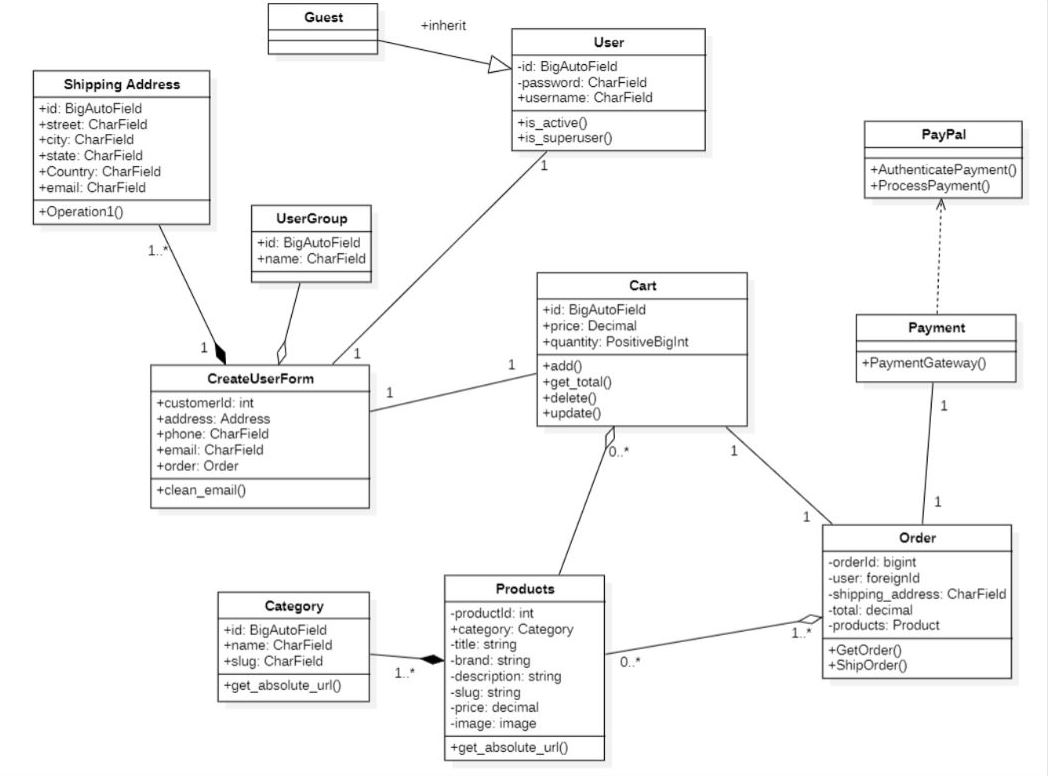 Guest
+inherit
User
-id: BigAutoField
-password: CharField
+username: CharField
+is_active()
+is_superuser()
Shipping Address
+id: BigAutoField
+street: CharField
+city: CharField
+state: CharField
+Country: CharField
+email: CharField
+Operation1()
PayPal
+AuthenticatePayment()
+ProcessPayment()
1
1..*
UserGroup
+id: BigAutoField
+name: CharField
Cart
+id: BigAutoField
+price: Decimal
+quantity: PositiveBigInt
+add()
+get_total()
+delete()
+update()
Payment
+PaymentGateway()
1
1
1
1
CreateUserForm
+customerId: int
+address: Address
+phone: CharField
+email: CharField
+order: Order
+clean_email()
1
0..*
1
1
1
Order
-orderId: bigint
-user: foreignId
-shipping_address: CharField
-total: decimal
-products: Product
+GetOrder()
+ShipOrder()
Products
-productId: int
+category: Category
-title: string
-brand: string
-description: string
-slug: string
-price: decimal
-image: image
+get_absolute_url()
Category
+id: BigAutoField
+name: CharField
+slug: CharField
+get_absolute_url()
1..*
0..*
1..*